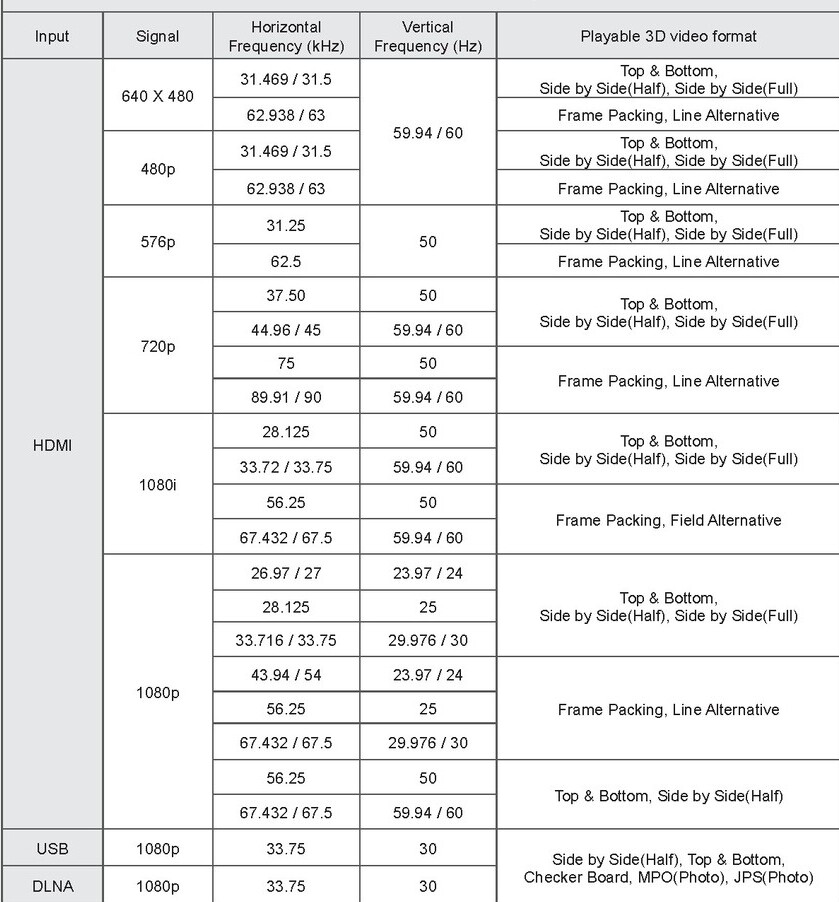 Input Signal Horizontal Frequency (kHz) Vertical Frequency (Hz) Playable 3D video format
HDMI
640 X 480
31.469 / 31.5
59.94 / 60
Top & Bottom,
Side by Side(Half), Side by Side(Full)
62.938 / 63
Frame Packing, Line Alternative
480p
31.469 / 31.5
Top & Bottom,
Side by Side(Half), Side by Side(Full)
62.938 / 63
Frame Packing, Line Alternative
576p
31.25
50
Top & Bottom,
Side by Side(Half), Side by Side(Full)
62.5
Frame Packing, Line Alternative
720p
37.50 50
Top & Bottom,
Side by Side(Half), Side by Side(Full)
44.96 / 45 59.94 / 60
75 50
Frame Packing, Line Alternative
89.91 / 90 59.94 / 60
1080i
28.125 50
Top & Bottom,
Side by Side(Half), Side by Side(Full)
33.72 / 33.75 59.94 / 60
56.25 50
Frame Packing, Field Alternative
67.432 / 67.5 59.94 / 60
1080p
26.97 / 27 23.97 / 24
Top & Bottom,
Side by Side(Half), Side by Side(Full)
28.125 25
33.716 / 33.75 29.976 / 30
43.94 / 54 23.97 / 24
Frame Packing, Line Alternative
56.25 25
67.432 / 67.5 29.976 / 30
56.25 50
Top & Bottom, Side by Side(Half)
67.432 / 67.5 59.94 / 60
USB 1080p 33.75 30
Side by Side(Half), Top & Bottom,
Checker Board, MPO(Photo), JPS(Photo)
DLNA 1080p 33.75 30